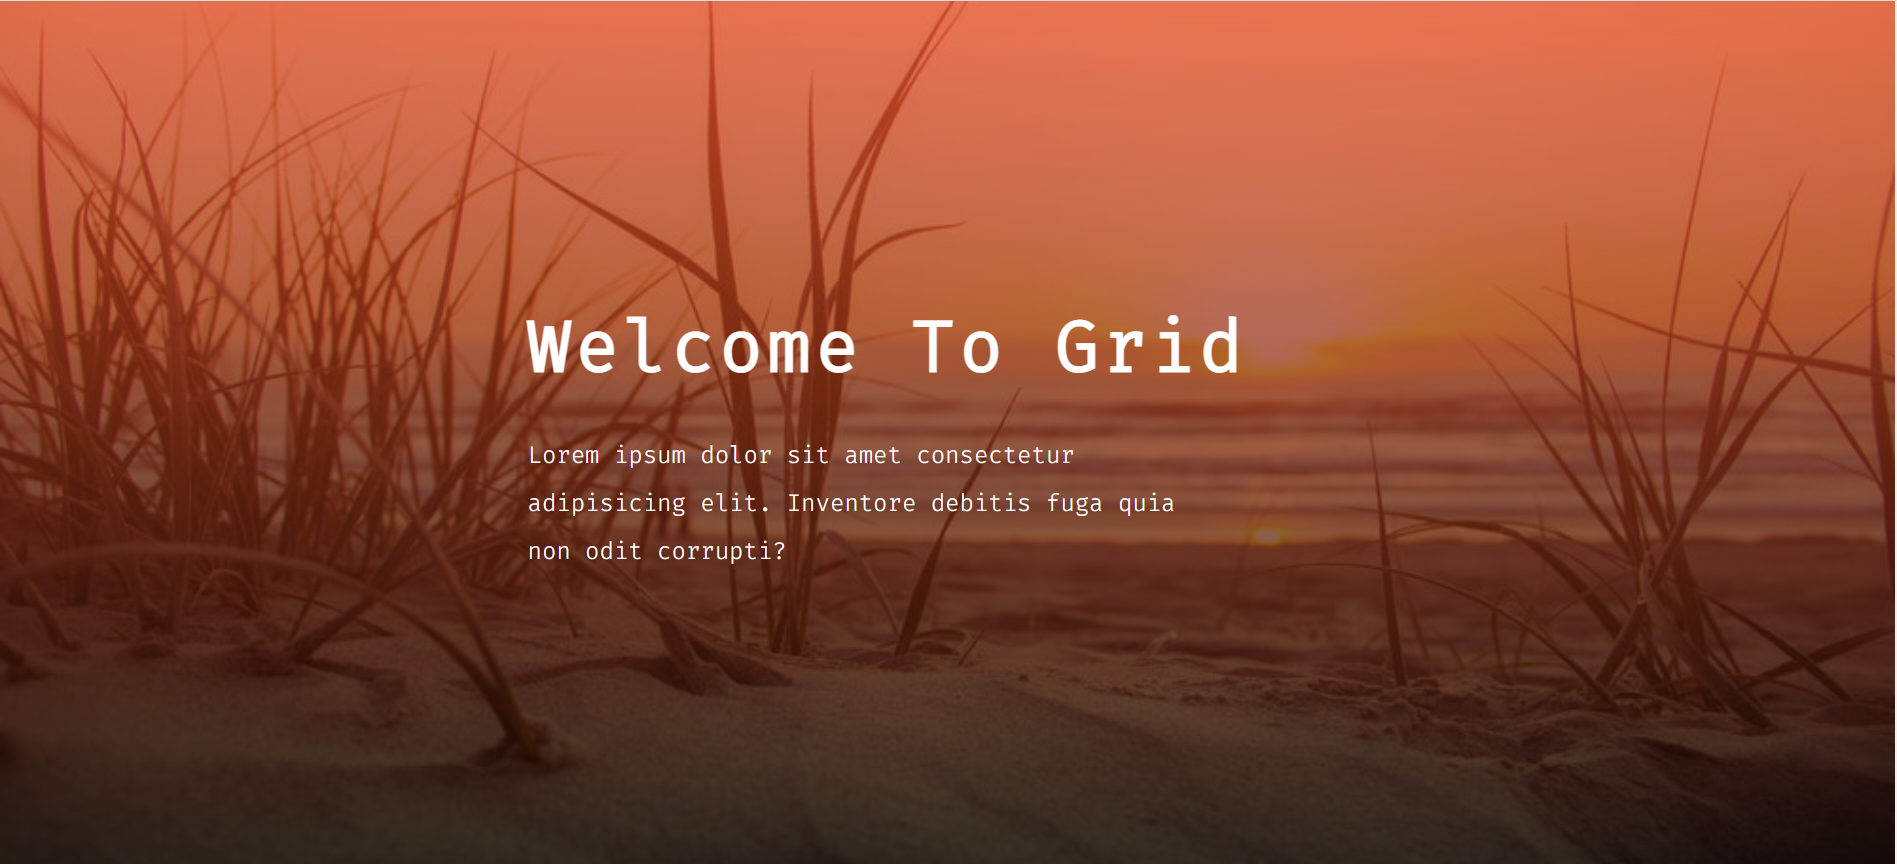 Welcome To Grid
Lorem ipsum dolor sit amet consectetur
adipisicing elit. Inventore debitis fuga quia
non odit corrupti?